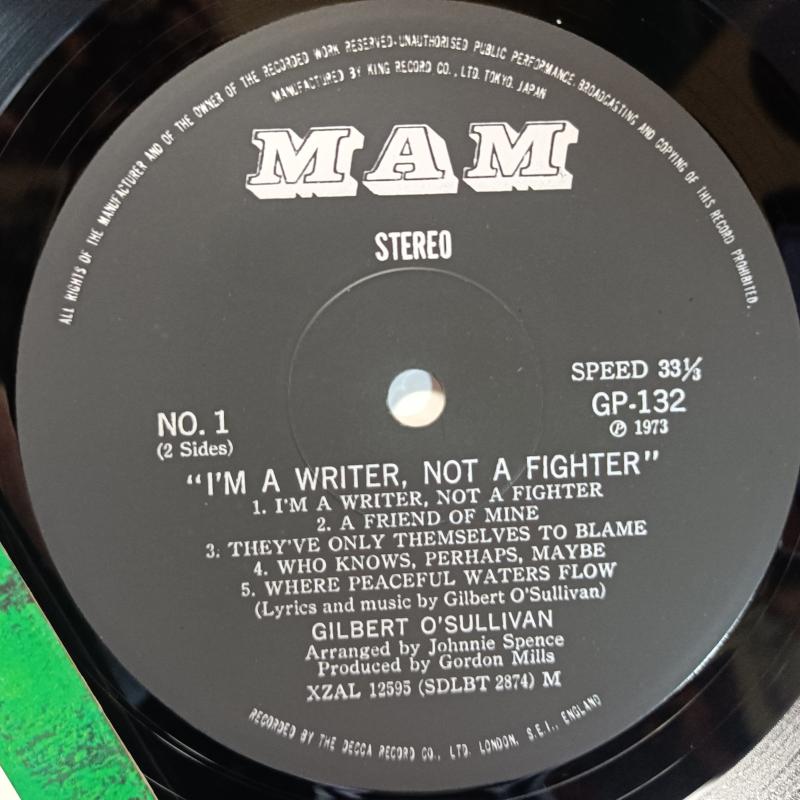 ALL RIGHTS OF THE MANUFACTURER AND OF THE OWNER OF THE RECORDED WORK RESERVED·UNAUTHORISED PUBLIC PERFORMANCE·BROADCASTING AND COPYING OF THIS RECORD PROHIBITED.
MANUFACTURED BY KING RECORD CO., LTD. TOKYO. JAPAN
MAM
STEREO
SPEED 33⅓
GP-132
℗ 1973
NO. 1
(2 Sides)
"I'M A WRITER, NOT A FIGHTER"
1. I'M A WRITER, NOT A FIGHTER
2. A FRIEND OF MINE
3. THEY'VE ONLY THEMSELVES TO BLAME
4. WHO KNOWS, PERHAPS, MAYBE
5. WHERE PEACEFUL WATERS FLOW
(Lyrics and music by Gilbert O'Sullivan)
GILBERT O'SULLIVAN
Arranged by Johnnie Spence
Produced by Gordon Mills
XZAL 12595 (SDLBT 2874) M
RECORDED BY THE DECCA RECORD CO., LTD. LONDON, S.E.I., ENGLAND